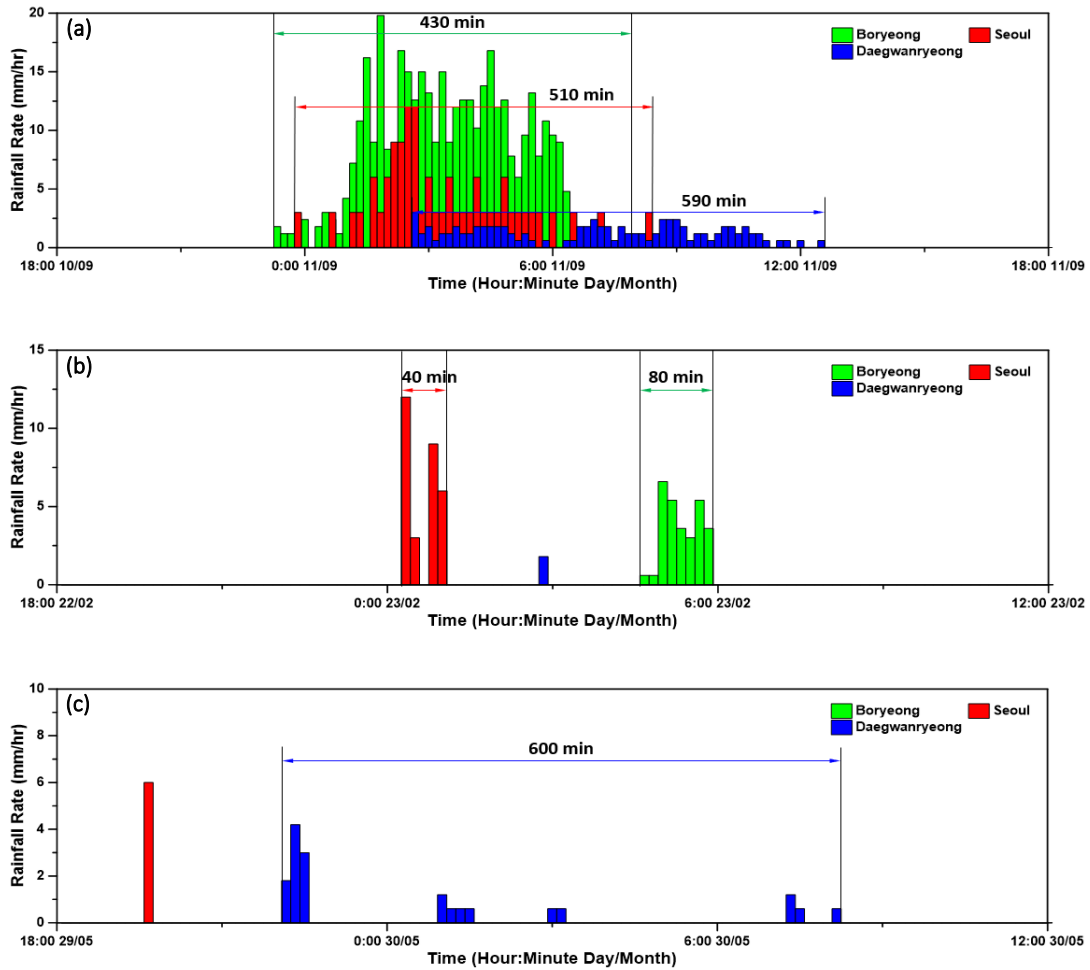 (a)
430 min
510 min
590 min
Boryeong
Seoul
Daegwanryeong
Rainfall Rate (mm/hr)
20
15
10
5
0
18:00 10/09
0:00 11/09
6:00 11/09
12:00 11/09
18:00 11/09
Time (Hour:Minute Day/Month)
(b)
40 min
80 min
Boryeong
Seoul
Daegwanryeong
Rainfall Rate (mm/hr)
15
10
5
0
18:00 22/02
0:00 23/02
6:00 23/02
12:00 23/02
Time (Hour:Minute Day/Month)
(c)
600 min
Boryeong
Seoul
Daegwanryeong
Rainfall Rate (mm/hr)
10
8
6
4
2
0
18:00 29/05
0:00 30/05
6:00 30/05
12:00 30/05
Time (Hour:Minute Day/Month)